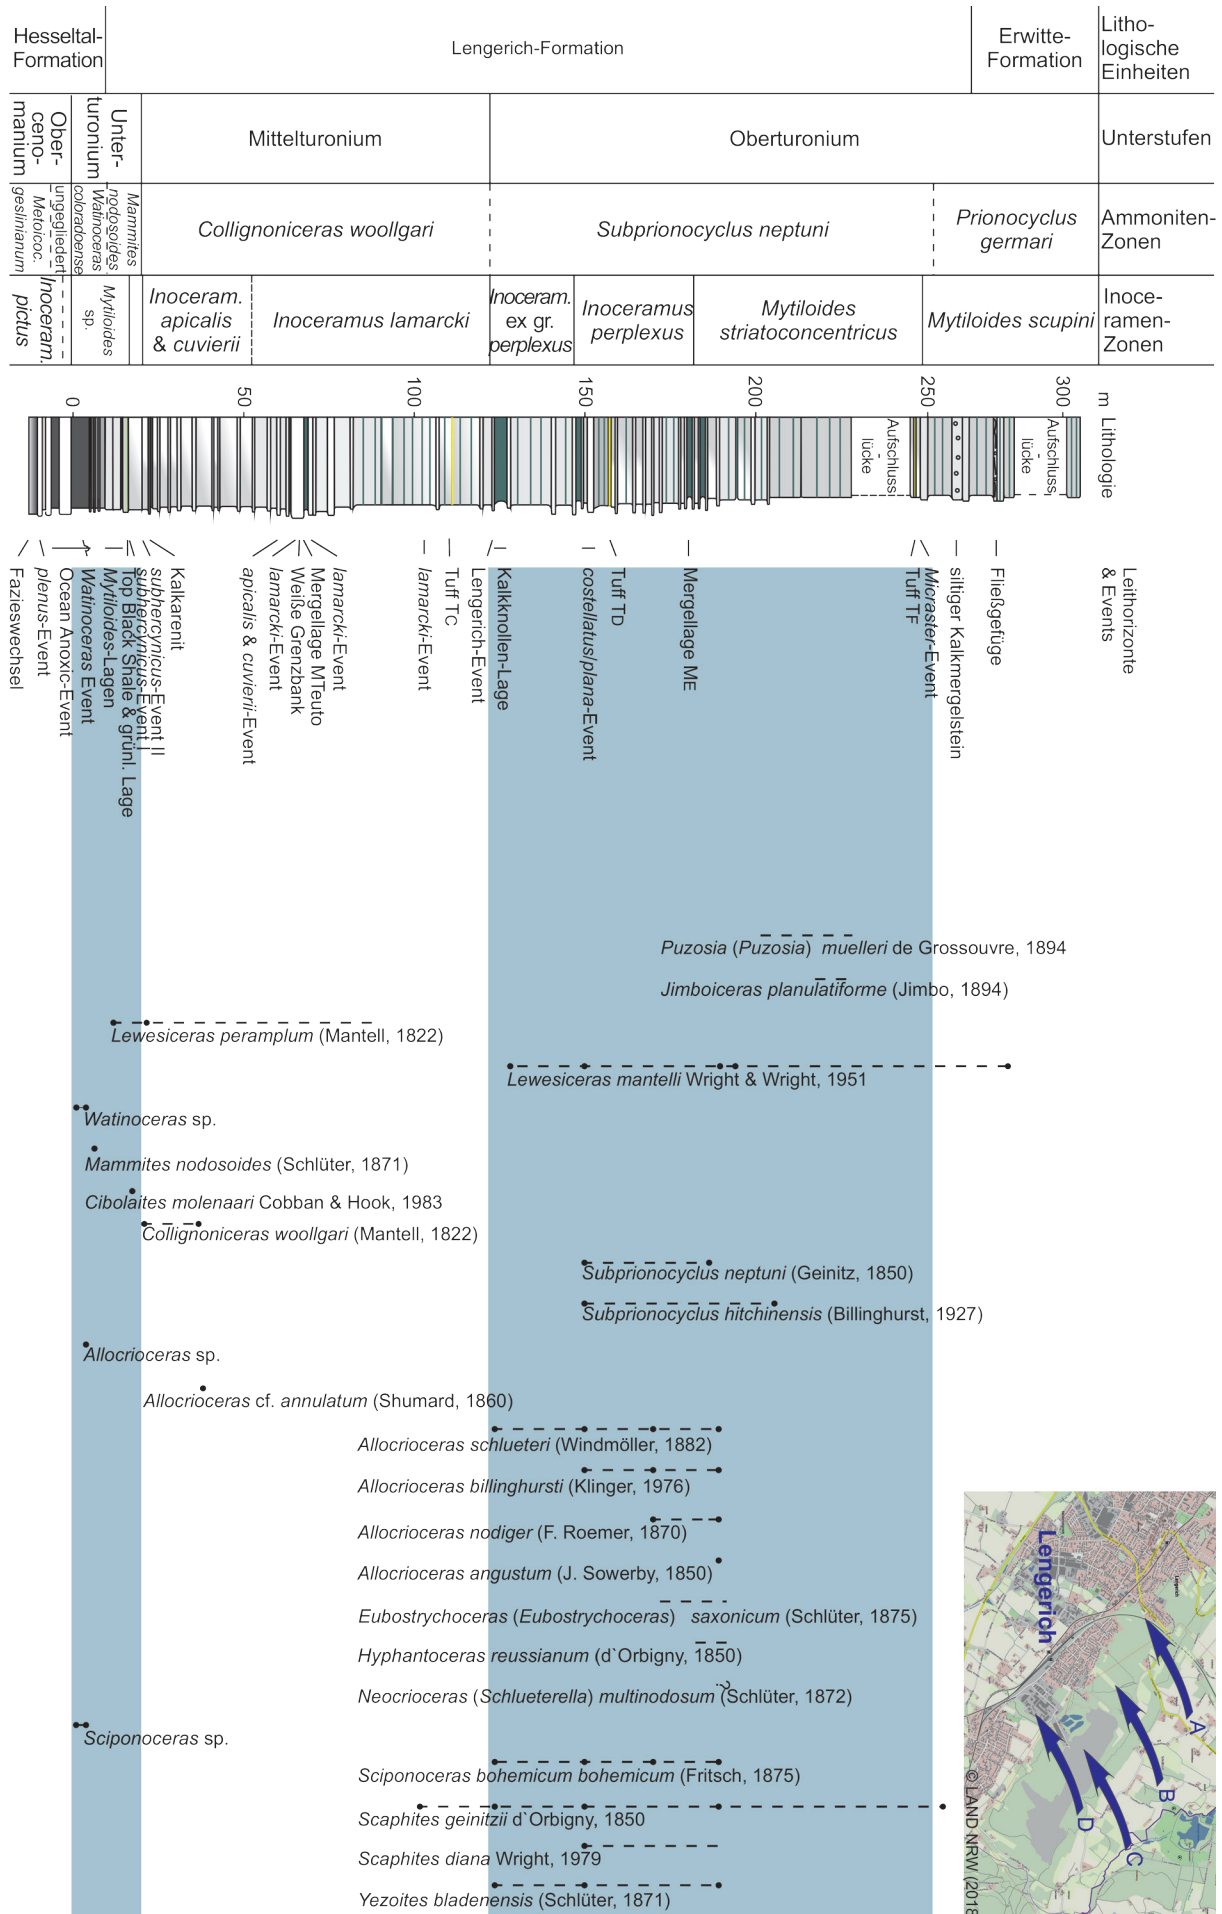 Hesseltal-
Formation
Lengerich-Formation
Erwitte-
Formation
Litho-
logische
Einheiten
Ober-
ceno-
manium
Unter-
turonium
Mittelturonium
Oberturonium
Unterstufen
Metoicoc.
geslinianum
ungegliedert
Watinoceras
coloradoense
Mammites
nodosoides
Collignoniceras woollgari
Subprionocyclus neptuni
Prionocyclus
germari
Ammoniten-
Zonen
Inoceram.
pictus
Mytiloides
sp.
Inoceram.
apicalis
& cuvierii
Inoceramus lamarcki
Inoceram.
ex gr.
perplexus
Inoceramus
perplexus
Mytiloides
striatoconcentricus
Mytiloides scupini
Inoce-
ramen-
Zonen
0
50
100
150
200
250
300
m
Lithologie
Aufschluss
-
lücke
Aufschluss
-
lücke
Fazieswechsel
plenus-Event
Ocean Anoxic-Event
Watinoceras Event
Mytiloides-Lagen
Top Black Shale & grünl. Lage
subhercynicus-Event I
subhercynicus-Event II
Kalkarenit
apicalis & cuvierii-Event
lamarcki-Event
Weiße Grenzbank
Mergellage MTeuto
lamarcki-Event
lamarcki-Event
Tuff TC
Lengerich-Event
Kalkknollen-Lage
costellatus/plana-Event
Tuff TD
Mergellage ME
Tuff TF
Micraster-Event
siltiger Kalkmergelstein
Fließgefüge
Leithorizonte
& Events
Puzosia (Puzosia) muelleri de Grossouvre, 1894
Jimboiceras planulatiforme (Jimbo, 1894)
Lewesiceras peramplum (Mantell, 1822)
Lewesiceras mantelli Wright & Wright, 1951
Watinoceras sp.
Mammites nodosoides (Schlüter, 1871)
Cibolaites molenaari Cobban & Hook, 1983
Collignoniceras woollgari (Mantell, 1822)
Subprionocyclus neptuni (Geinitz, 1850)
Subprionocyclus hitchinensis (Billinghurst, 1927)
Allocrioceras sp.
Allocrioceras cf. annulatum (Shumard, 1860)
Allocrioceras schlueteri (Windmöller, 1882)
Allocrioceras billinghursti (Klinger, 1976)
Allocrioceras nodiger (F. Roemer, 1870)
Allocrioceras angustum (J. Sowerby, 1850)
Eubostrychoceras (Eubostrychoceras) saxonicum (Schlüter, 1875)
Hyphantoceras reussianum (d`Orbigny, 1850)
?
Neocrioceras (Schlueterella) multinodosum (Schlüter, 1872)
Sciponoceras sp.
Sciponoceras bohemicum bohemicum (Fritsch, 1875)
Scaphites geinitzii d`Orbigny, 1850
Scaphites diana Wright, 1979
Yezoites bladenensis (Schlüter, 1871)
Lengerich
A
B
C
D
© LAND NRW (2018